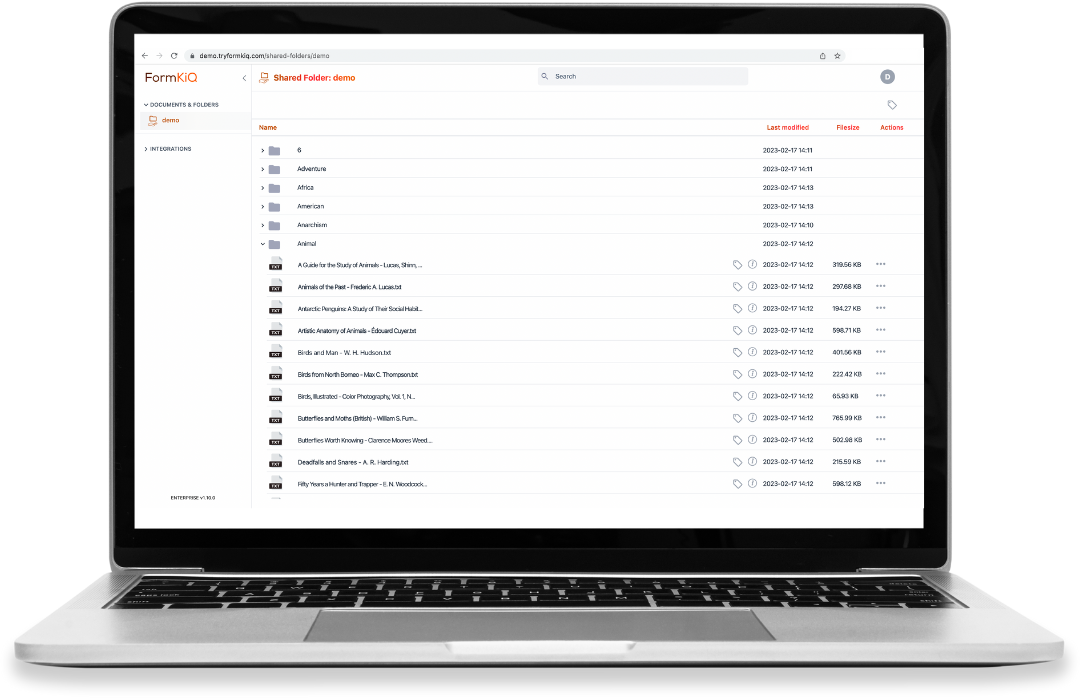 demo.tryformkiq.com/shared-folders/demo
FormKiQ
Shared Folder: demo
Search
D
DOCUMENTS & FOLDERS
demo
INTEGRATIONS
Name Last modified Filesize Actions
6 2023-02-17 14:11
Adventure 2023-02-17 14:11
Africa 2023-02-17 14:13
American 2023-02-17 14:13
Anarchism 2023-02-17 14:10
Animal 2023-02-17 14:12
TXT A Guide for the Study of Animals - Lucas, Shinn, ... 2023-02-17 14:12 319.56 KB
TXT Animals of the Past - Frederic A. Lucas.txt 2023-02-17 14:12 297.68 KB
TXT Antarctic Penguins: A Study of Their Social Habit... 2023-02-17 14:12 194.27 KB
TXT Artistic Anatomy of Animals - Édouard Cuyer.txt 2023-02-17 14:12 598.71 KB
TXT Birds and Man - W. H. Hudson.txt 2023-02-17 14:12 401.56 KB
TXT Birds from North Borneo - Max C. Thompson.txt 2023-02-17 14:12 222.42 KB
TXT Birds, Illustrated - Color Photography, Vol. 1, N... 2023-02-17 14:12 65.93 KB
TXT Butterflies and Moths (British) - William S. Furn... 2023-02-17 14:12 765.99 KB
TXT Butterflies Worth Knowing - Clarence Moores Weed.... 2023-02-17 14:12 502.98 KB
TXT Deadfalls and Snares - A. R. Harding.txt 2023-02-17 14:12 215.59 KB
TXT Fifty Years a Hunter and Trapper - E. N. Woodcock... 2023-02-17 14:12 598.12 KB
ENTERPRISE v1.10.0